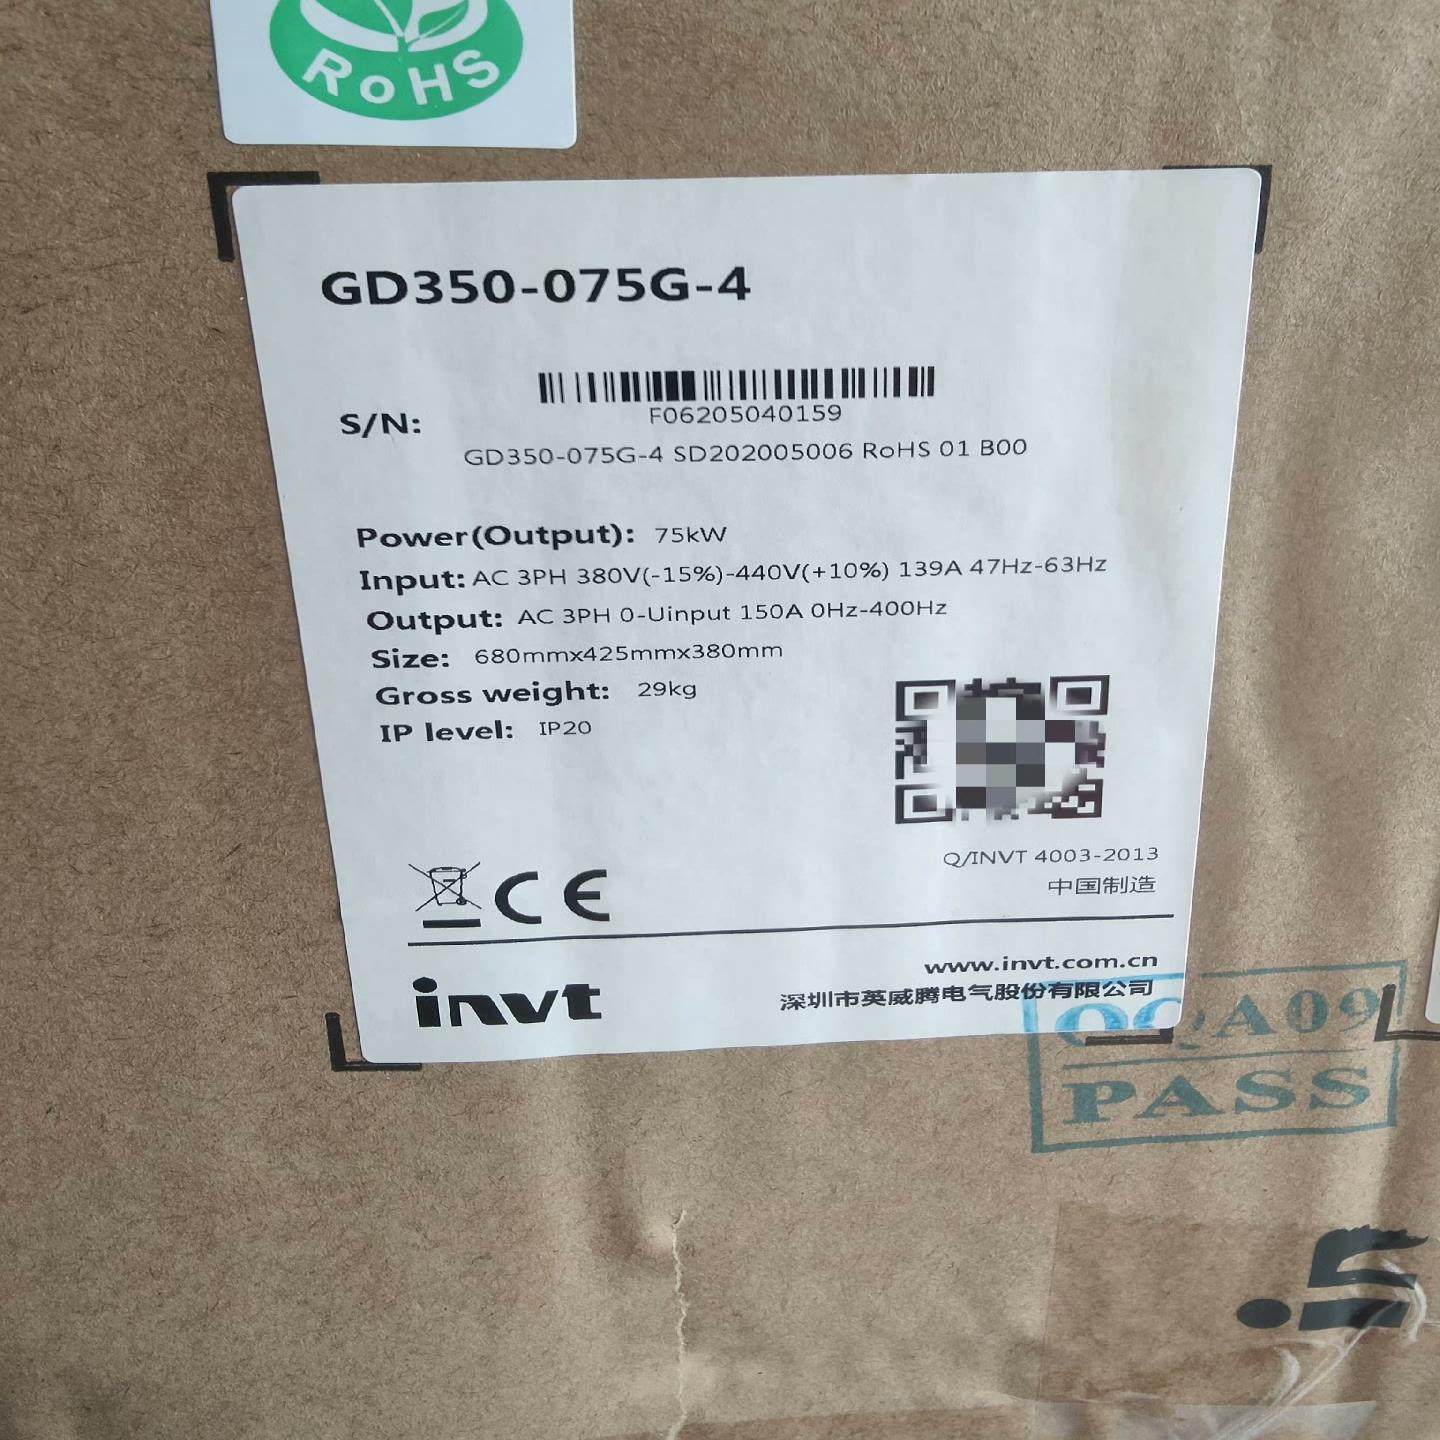 RoHS
GD350-075G-4
S/N:
F06205040159
GD350-075G-4 SD202005006 RoHS 01 B00
Power(Output): 75kW
Input: AC 3PH 380V(-15%)-440V(+10%) 139A 47Hz-63Hz
Output: AC 3PH 0-Uinput 150A 0Hz-400Hz
Size: 680mmx425mmx380mm
Gross weight: 29kg
IP level: IP20
Q/INVT 4003-2013
中国制造
CE
www.invt.com.cn
invt
深圳市英威腾电气股份有限公司
OQA09
PASS